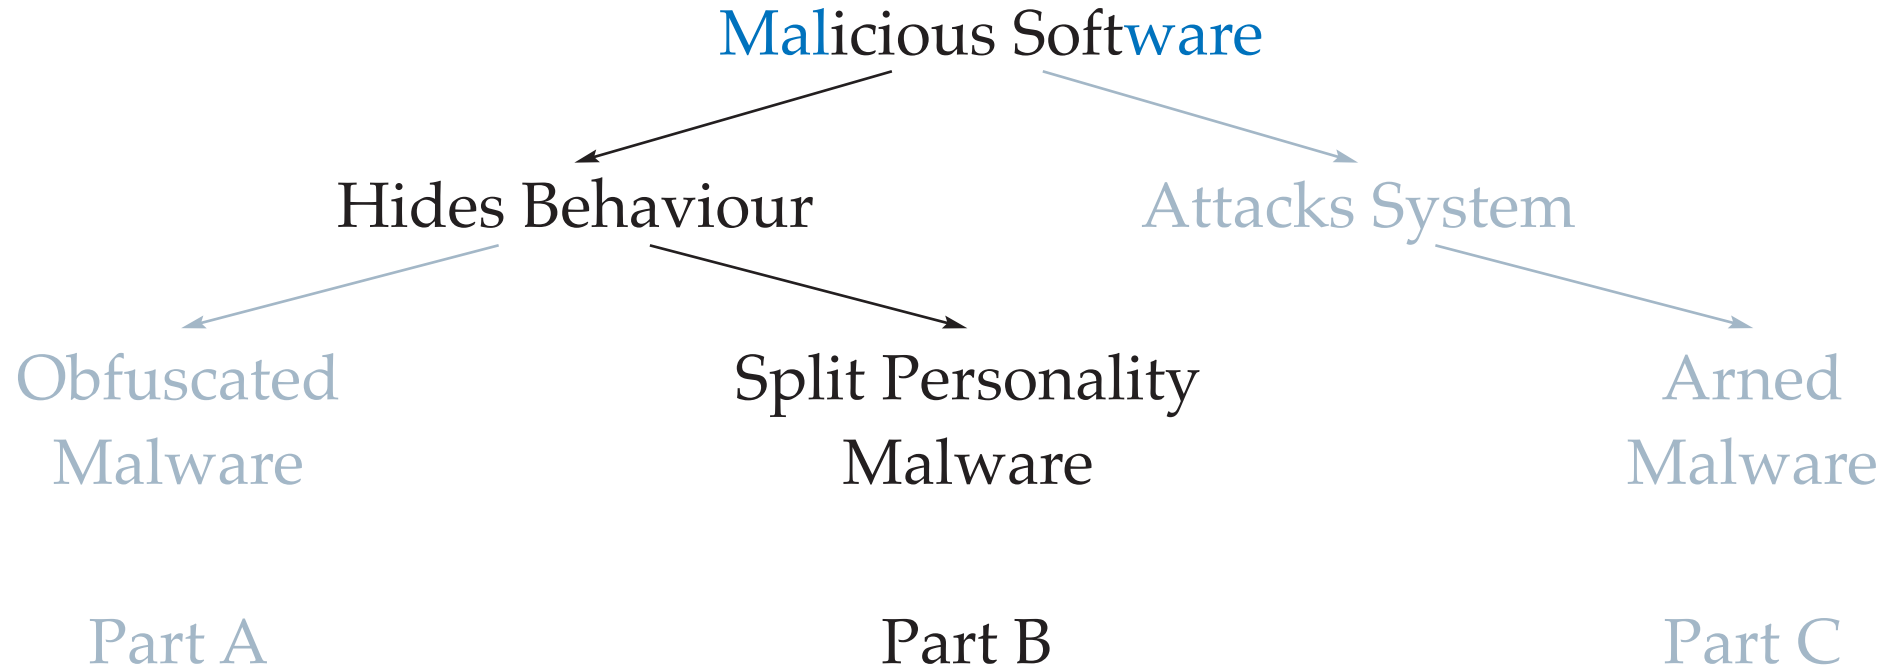 Malicious Software
Hides Behaviour Attacks System
Obfuscated Split Personality Arned
Malware Malware Malware
Part A Part B Part C